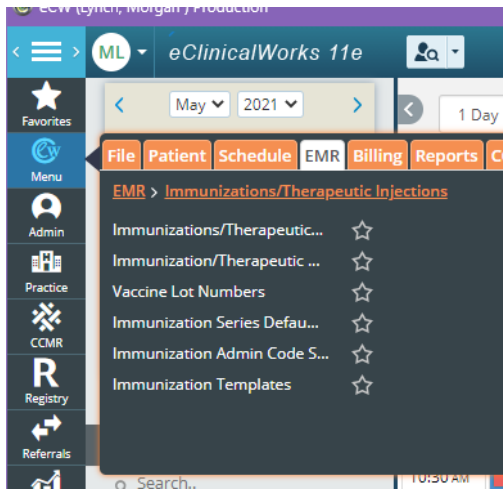 ECW (Lynch, Morgan ) Production
ML eClinicalWorks 11e
Favorites
May 2021
1 Day
Menu
File Patient Schedule EMR Billing Reports
EMR > Immunizations/Therapeutic Injections
Immunizations/Therapeutic...
Immunization/Therapeutic ...
Vaccine Lot Numbers
Immunization Series Defau...
Immunization Admin Code S...
Immunization Templates
Admin
Practice
CCMR
R
Registry
Referrals
Search..
10:30 AM